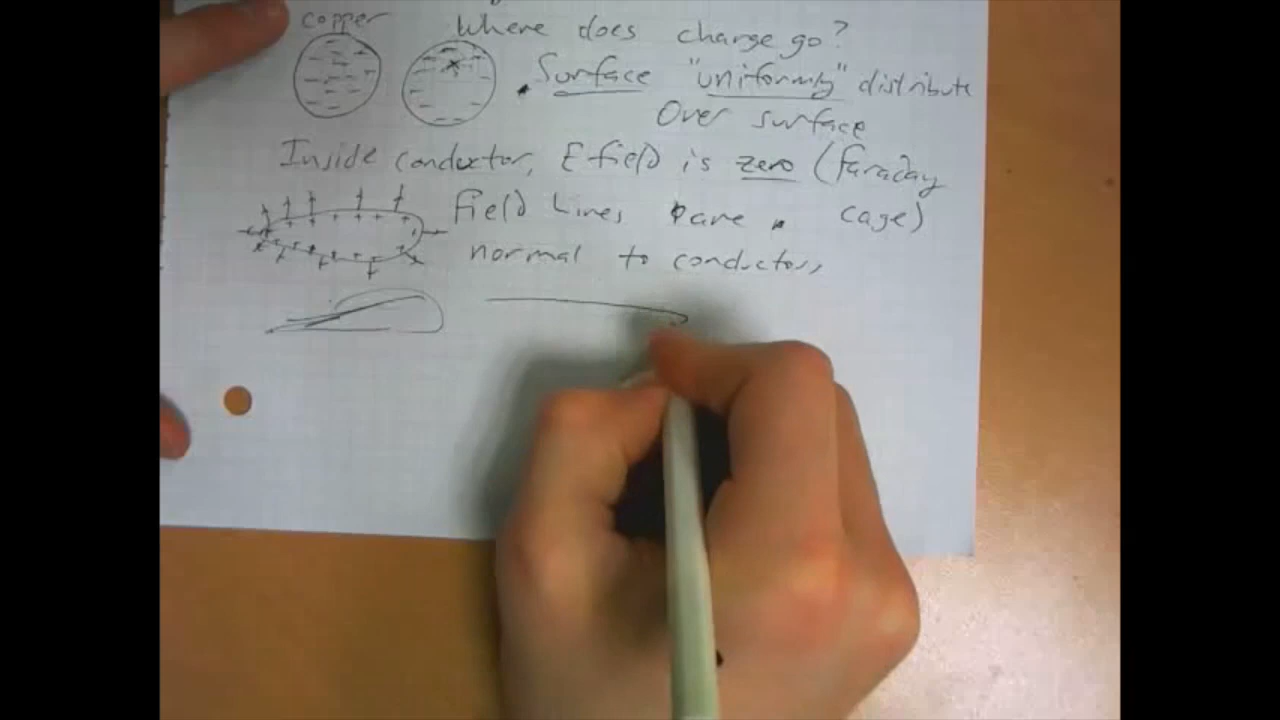 copper
Where does charge go?
Surface "uniformly" distribute
Over surface
Inside conductor, E field is zero (faraday
cage)
Field Lines are
normal to conductors